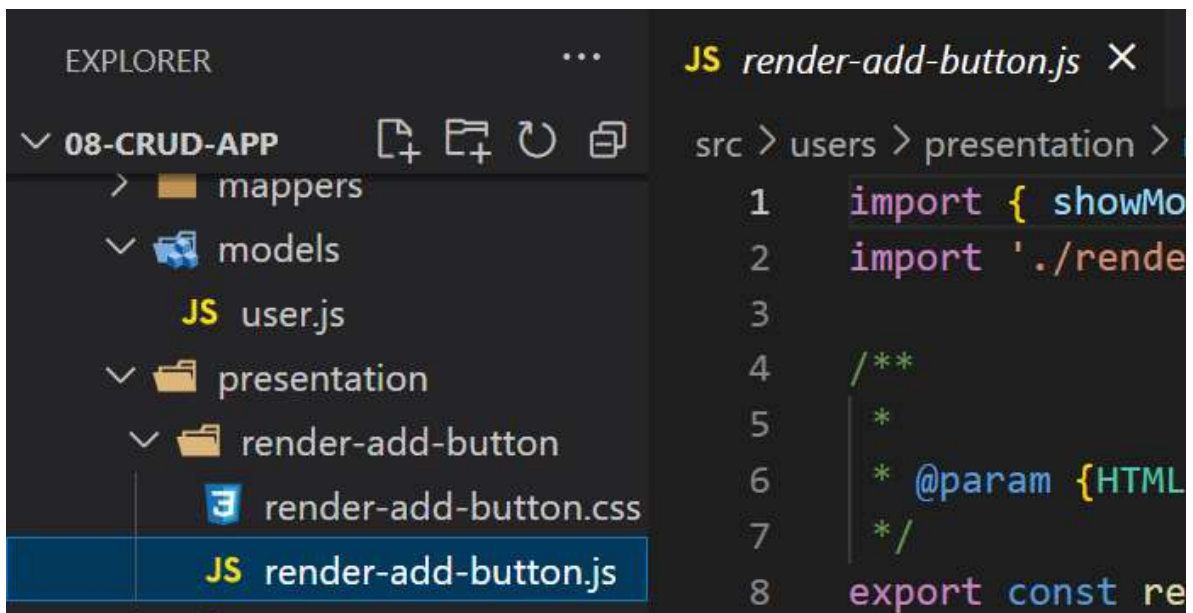 EXPLORER
08-CRUD-APP
mappers
models
JS user.js
presentation
render-add-button
render-add-button.css
JS render-add-button.js
JS render-add-button.js
src > users > presentation >
1 import { showMo
2 import './rende
3
4 /**
5 *
6 * @param {HTML
7 */
8 export const re